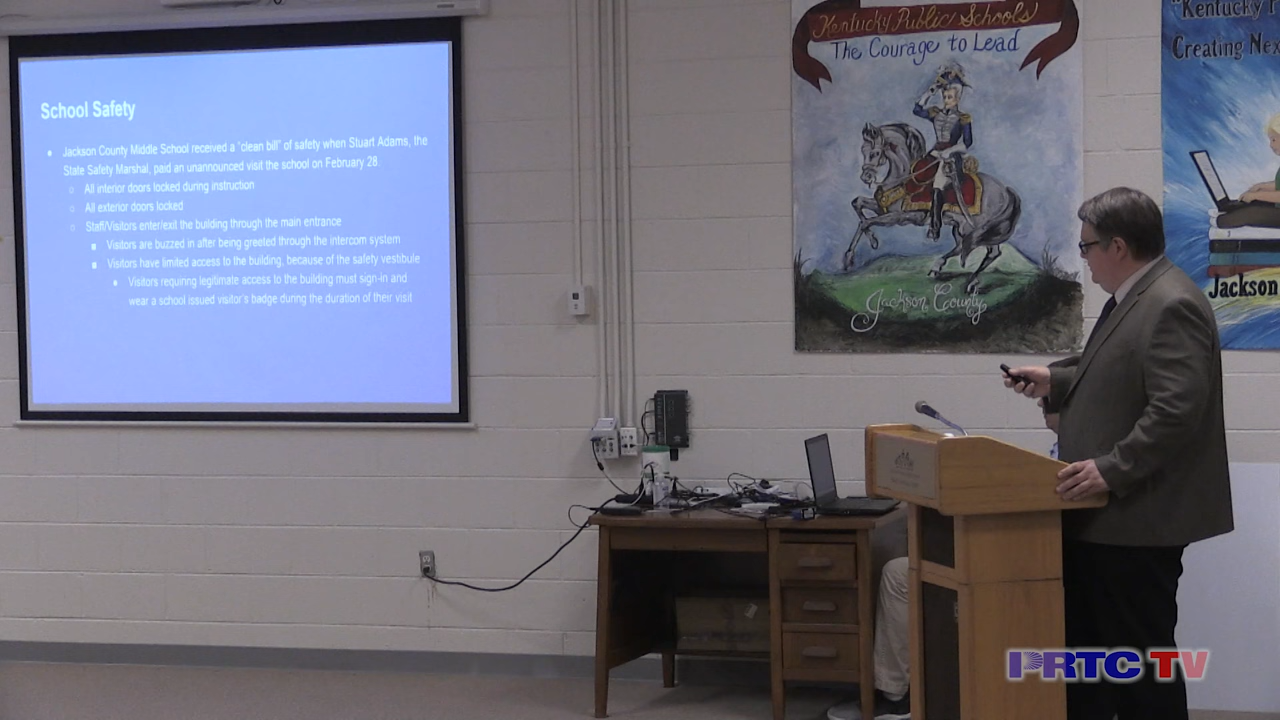 School Safety
Jackson County Middle School received a "clean bill" of safety when Stuart Adams, the
State Safety Marshal, paid an unannounced visit the school on February 28.
All interior doors locked during instruction
All exterior doors locked
Staff/Visitors enter/exit the building through the main entrance
Visitors are buzzed in after being greeted through the intercom system
Visitors have limited access to the building, because of the safety vestibule
Visitors requiring legitimate access to the building must sign-in and
wear a school issued visitor's badge during the duration of their visit
Kentucky Public Schools
The Courage to Lead
Jackson County
"Kentucky
Creating
Jackson
PRTC TV